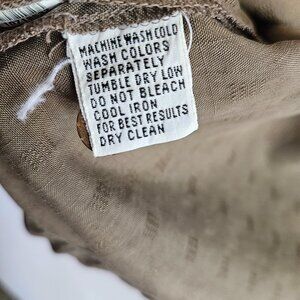 MACHINE WASH COLD
WASH COLORS
SEPARATELY
TUMBLE DRY LOW
DO NOT BLEACH
COOL IRON
FOR BEST RESULTS
DRY CLEAN